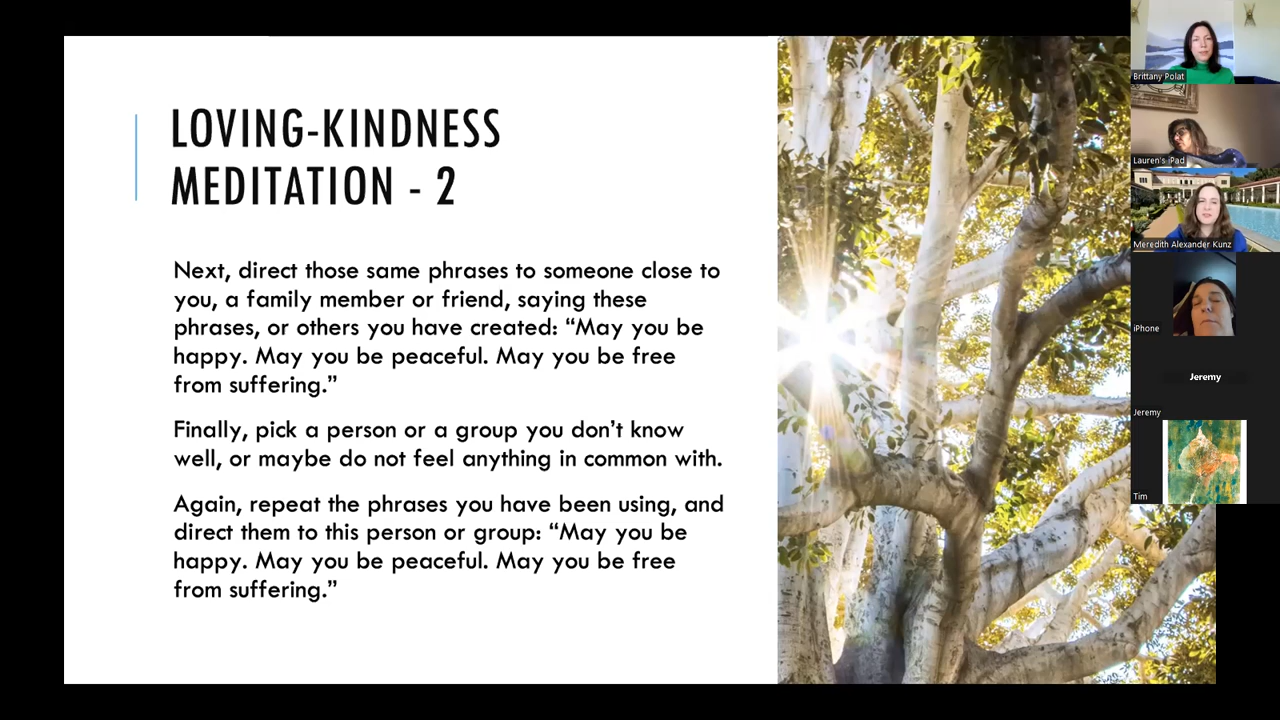 LOVING-KINDNESS
MEDITATION - 2
Next, direct those same phrases to someone close to
you, a family member or friend, saying these
phrases, or others you have created: “May you be
happy. May you be peaceful. May you be free
from suffering.”
Finally, pick a person or a group you don’t know
well, or maybe do not feel anything in common with.
Again, repeat the phrases you have been using, and
direct them to this person or group: “May you be
happy. May you be peaceful. May you be free
from suffering.”
Brittany Polat
Lauren's iPad
Meredith Alexander Kunz
iPhone
Jeremy
Jeremy
Tim